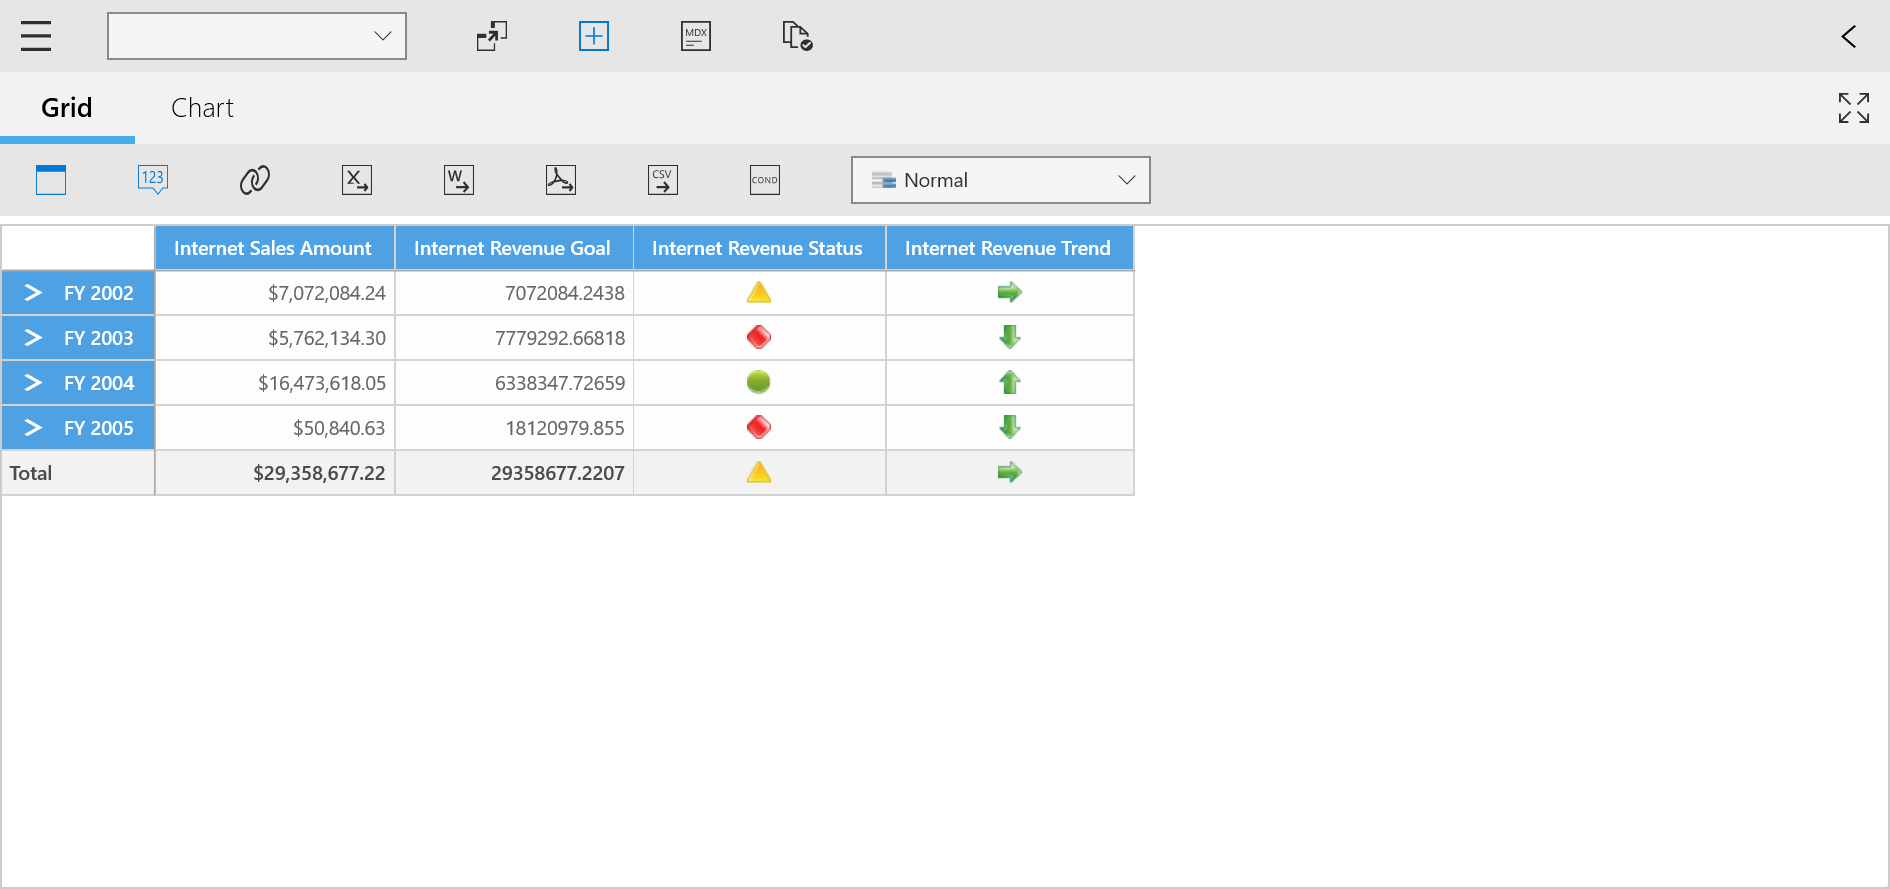 MDX
Grid Chart
123 X W CSV COND Normal
Internet Sales Amount Internet Revenue Goal Internet Revenue Status Internet Revenue Trend
FY 2002 $7,072,084.24 7072084.2438
FY 2003 $5,762,134.30 7779292.66818
FY 2004 $16,473,618.05 6338347.72659
FY 2005 $50,840.63 18120979.855
Total $29,358,677.22 29358677.2207